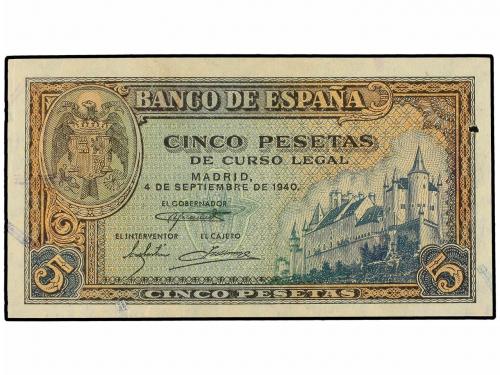 BANCO DE ESPAÑA
CINCO PESETAS
DE CURSO LEGAL
MADRID,
4 DE SEPTIEMBRE DE 1940.
EL GOBERNADOR
EL INTERVENTOR EL CAJERO
5 5
CINCO PESETAS